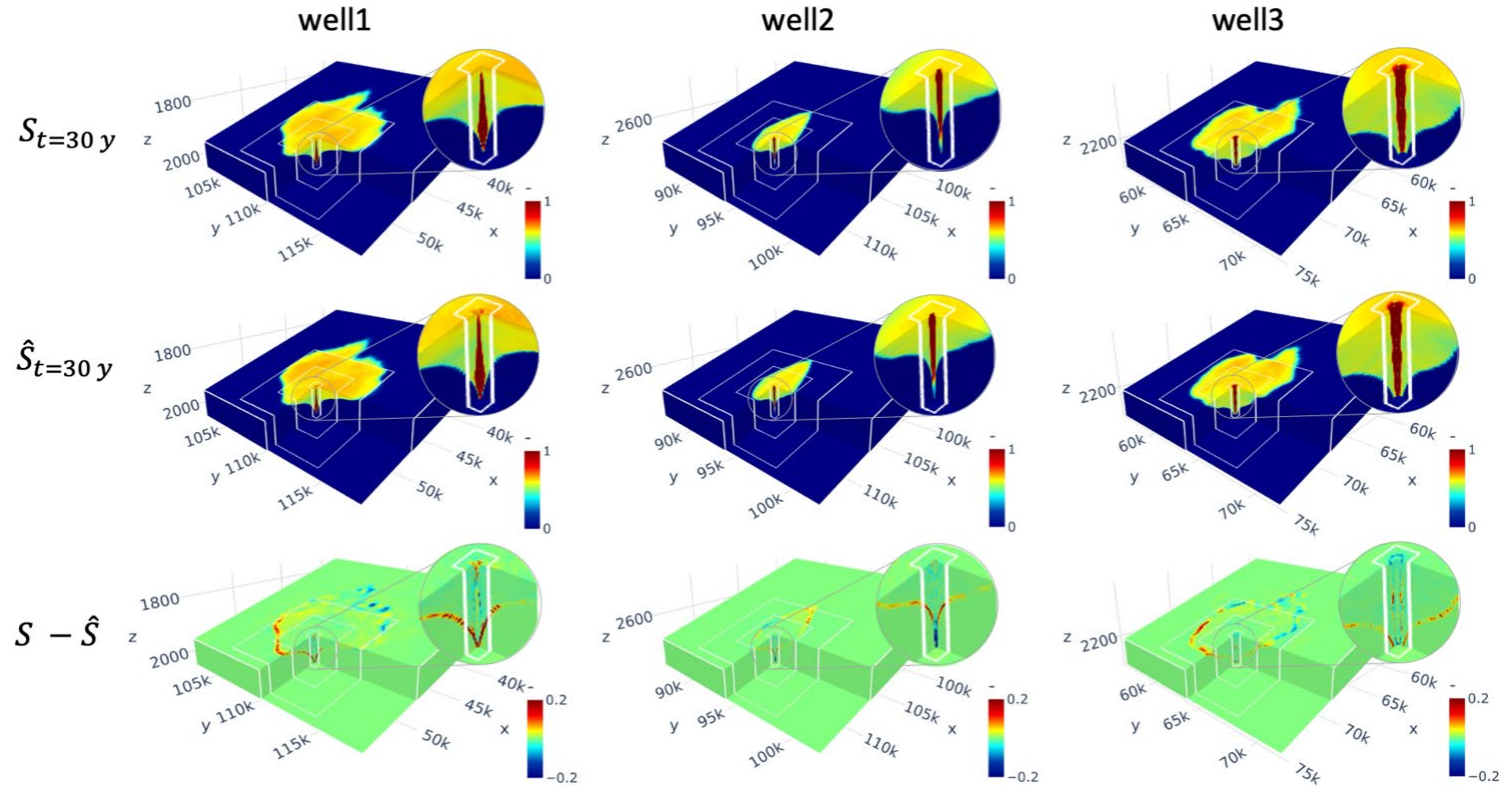 well1 well2 well3
S_{t=30 y}
z 1800 2000
105k y 110k 115k
40k 45k x 50k
- 1 0
z 2600
90k y 95k 100k
100k 105k x 110k
- 1 0
z 2200
60k y 65k 70k 75k
60k 65k x 70k
- 1 0
Ŝ_{t=30 y}
z 1800 2000
105k y 110k 115k
40k 45k x 50k
- 1 0
z 2600
90k y 95k 100k
100k 105k x 110k
- 1 0
z 2200
60k y 65k 70k 75k
60k 65k x 70k
- 1 0
S − Ŝ
z 1800 2000
105k y 110k 115k
40k 45k x 50k
- 0.2 −0.2
z 2600
90k y 95k 100k
100k 105k x 110k
- 0.2 −0.2
z 2200
60k y 65k 70k 75k
60k 65k x 70k
- 0.2 −0.2